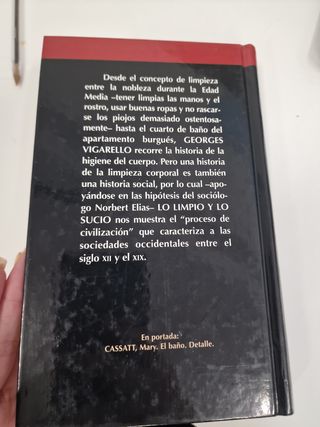 Desde el concepto de limpieza
entre la nobleza durante la Edad
Media –tener limpias las manos y el
rostro, usar buenas ropas y no rascar-
se los piojos demasiado ostentosa-
mente– hasta el cuarto de baño del
apartamento burgués, GEORGES
VIGARELLO recorre la historia de la
higiene del cuerpo. Pero una historia
de la limpieza corporal es también
una historia social, por lo cual –apo-
yándose en las hipótesis del sociólo-
go Norbert Elias– LO LIMPIO Y LO
SUCIO nos muestra el "proceso de
civilización" que caracteriza a las
sociedades occidentales entre el
siglo XII y el XIX.
En portada:
CASSATT, Mary. El baño. Detalle.